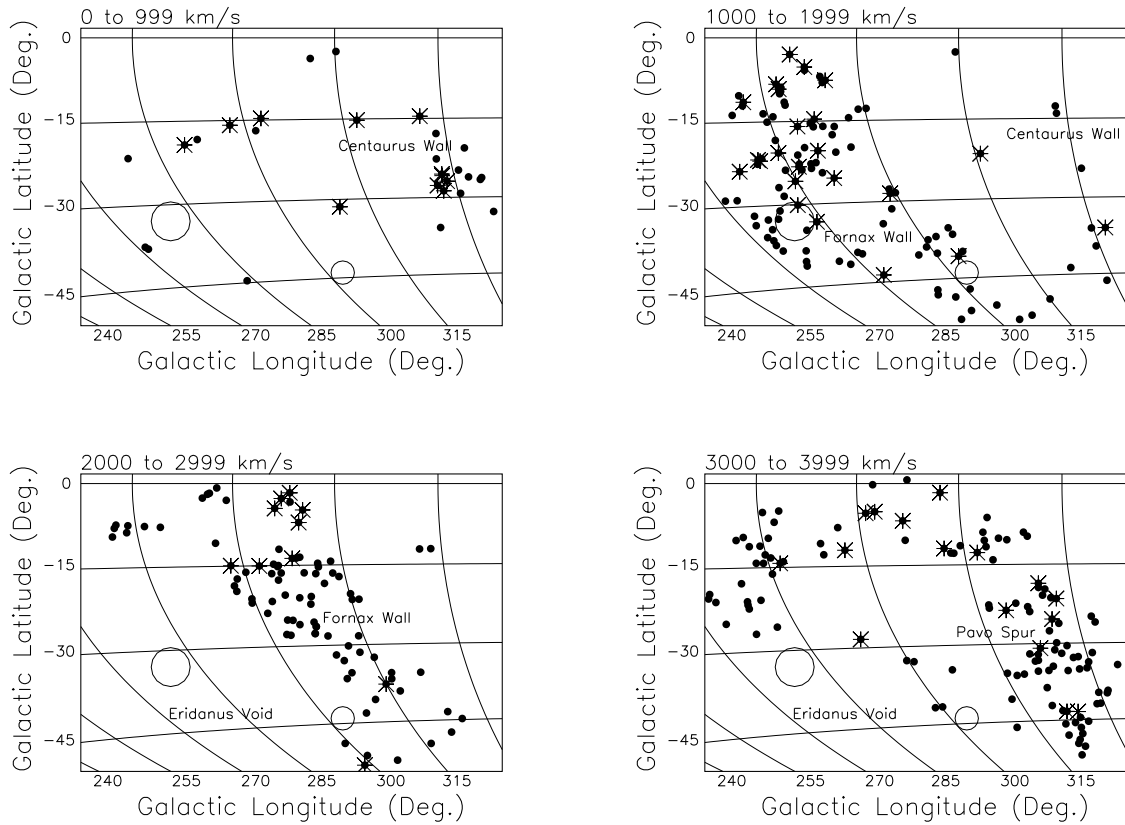 0 to 999 km/s
0
-15
-30
-45
Galactic Latitude (Deg.)
Centaurus Wall
240 255 270 285 300 315
Galactic Longitude (Deg.)
1000 to 1999 km/s
0
-15
-30
-45
Galactic Latitude (Deg.)
Centaurus Wall
Fornax Wall
240 255 270 285 300 315
Galactic Longitude (Deg.)
2000 to 2999 km/s
0
-15
-30
-45
Galactic Latitude (Deg.)
Fornax Wall
Eridanus Void
240 255 270 285 300 315
Galactic Longitude (Deg.)
3000 to 3999 km/s
0
-15
-30
-45
Galactic Latitude (Deg.)
Pavo Spur
Eridanus Void
240 255 270 285 300 315
Galactic Longitude (Deg.)